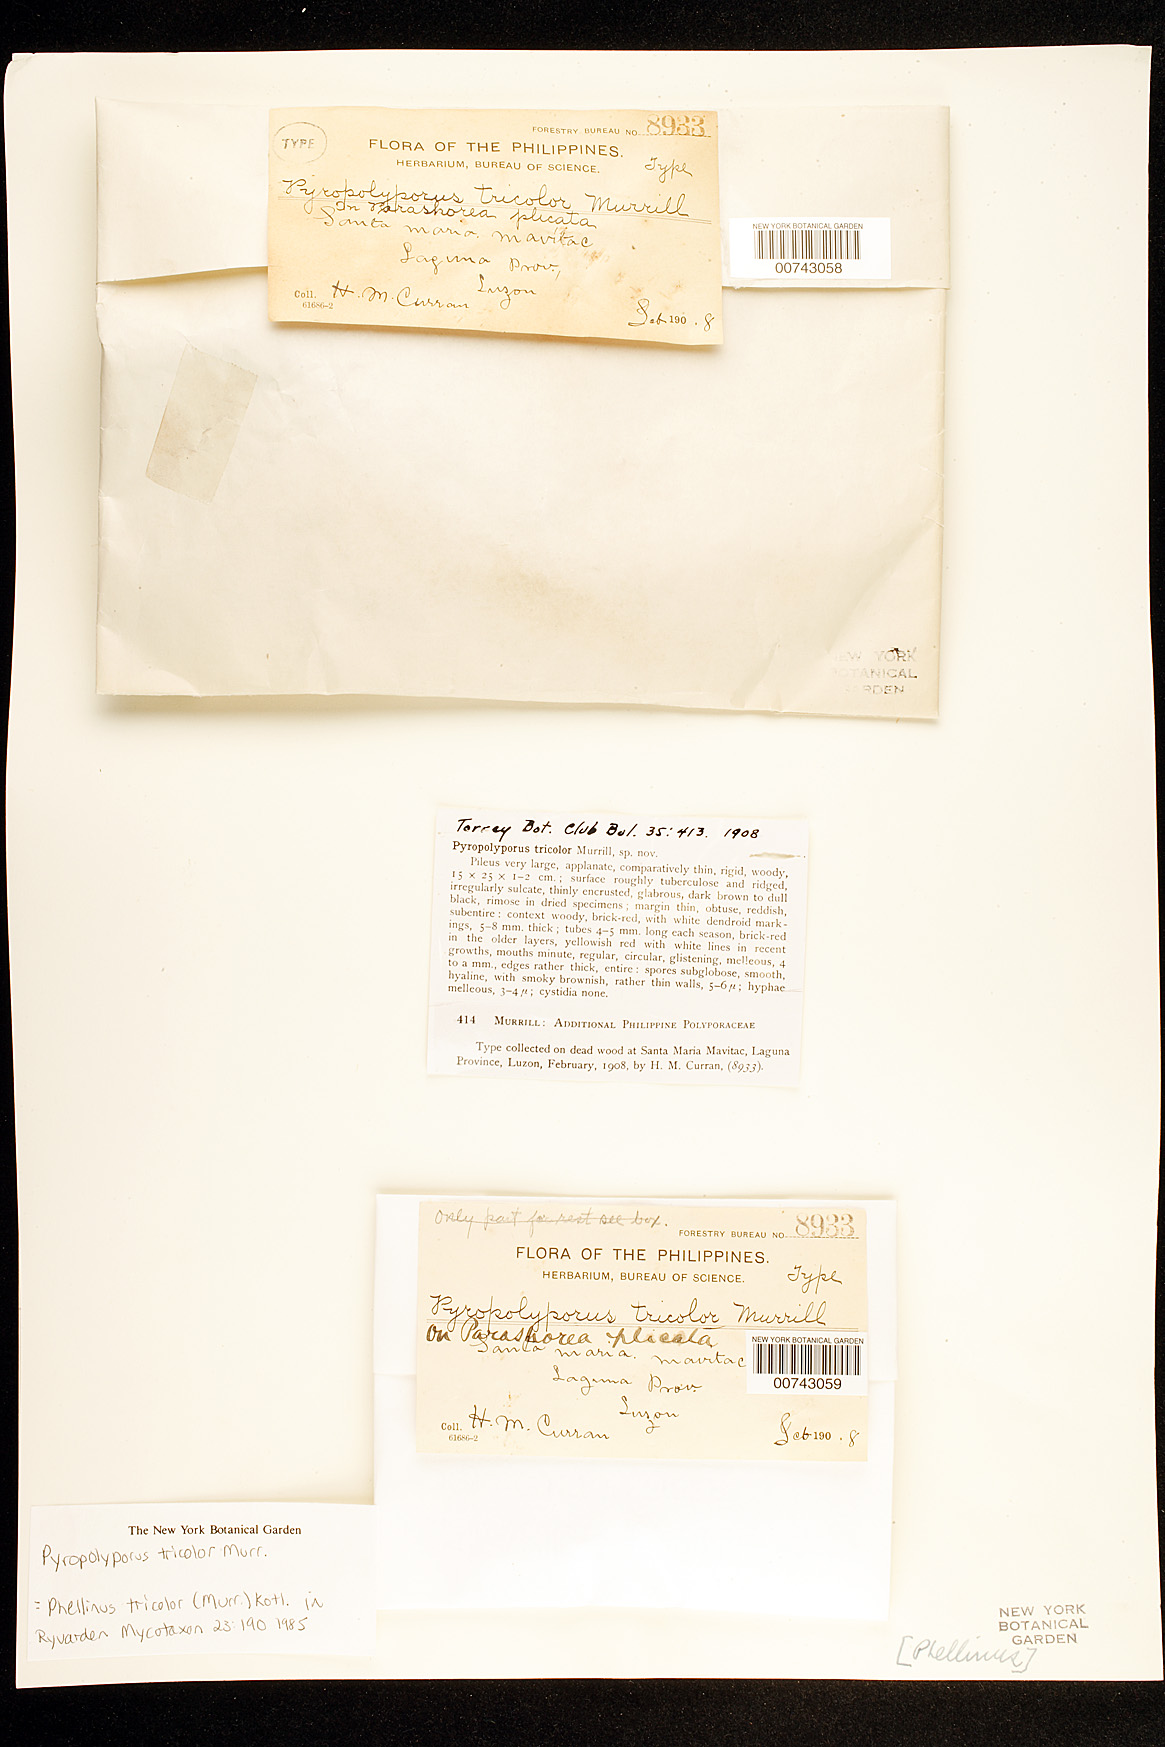 FORESTRY BUREAU NO. 8933
TYPE
FLORA OF THE PHILIPPINES.
HERBARIUM, BUREAU OF SCIENCE.
Type
Pyropolyporus tricolor Murrill
On Parashorea plicata
Santa Maria. Mavitac
Laguna Prov.,
Luzon
Coll. H. M. Curran
61686-2
Feb 190 . 8
NEW YORK BOTANICAL GARDEN
00743058
NEW YORK
BOTANICAL
GARDEN
Torrey Bot. Club Bul. 35: 413. 1908
Pyropolyporus tricolor Murrill, sp. nov.
Pileus very large, applanate, comparatively thin, rigid, woody,
15 × 25 × 1–2 cm.; surface roughly tuberculose and ridged,
irregularly sulcate, thinly encrusted, glabrous, dark brown to dull
black, rimose in dried specimens; margin thin, obtuse, reddish,
subentire: context woody, brick-red, with white dendroid mark-
ings, 5–8 mm. thick; tubes 4–5 mm. long each season, brick-red
in the older layers, yellowish red with white lines in recent
growths, mouths minute, regular, circular, glistening, melleous, 4
to a mm., edges rather thick, entire: spores subglobose, smooth,
hyaline, with smoky brownish, rather thin walls, 5–6 µ; hyphae
melleous, 3–4 µ; cystidia none.
414 MURRILL: ADDITIONAL PHILIPPINE POLYPORACEAE
Type collected on dead wood at Santa Maria Mavitac, Laguna
Province, Luzon, February, 1908, by H. M. Curran, (8933).
Only part for rest see box.
FORESTRY BUREAU NO. 8933
FLORA OF THE PHILIPPINES.
HERBARIUM, BUREAU OF SCIENCE.
Type
Pyropolyporus tricolor Murrill
On Parashorea plicata
Santa Maria. Mavitac
Laguna Prov.
Luzon
Coll. H. M. Curran
61686-2
Feb 190 . 8
NEW YORK BOTANICAL GARDEN
00743059
The New York Botanical Garden
Pyropolyporus tricolor Murr.
= Phellinus tricolor (Murr.) Kotl. in
Ryvarden Mycotaxon 23: 190 1985
NEW YORK
BOTANICAL
GARDEN
[Phellinus]